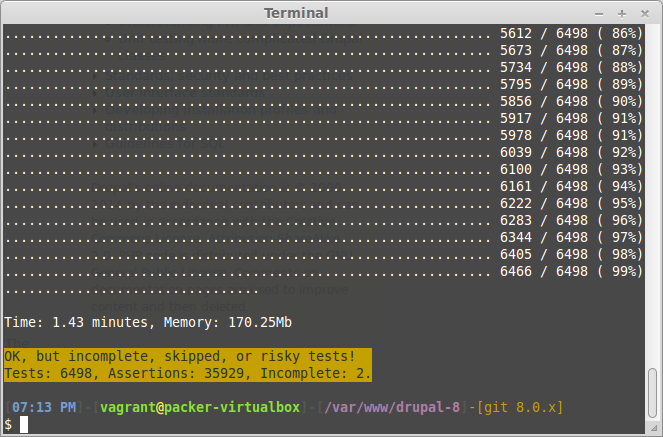 Terminal
............................................................. 5612 / 6498 ( 86%)
............................................................. 5673 / 6498 ( 87%)
............................................................. 5734 / 6498 ( 88%)
............................................................. 5795 / 6498 ( 89%)
............................................................. 5856 / 6498 ( 90%)
............................................................. 5917 / 6498 ( 91%)
............................................................. 5978 / 6498 ( 91%)
............................................................. 6039 / 6498 ( 92%)
............................................................. 6100 / 6498 ( 93%)
............................................................. 6161 / 6498 ( 94%)
............................................................. 6222 / 6498 ( 95%)
............................................................. 6283 / 6498 ( 96%)
............................................................. 6344 / 6498 ( 97%)
............................................................. 6405 / 6498 ( 98%)
............................................................. 6466 / 6498 ( 99%)
................................
Time: 1.43 minutes, Memory: 170.25Mb
OK, but incomplete, skipped, or risky tests!
Tests: 6498, Assertions: 35929, Incomplete: 2.
[07:13 PM]-[vagrant@packer-virtualbox]-[/var/www/drupal-8]-[git 8.0.x]
$